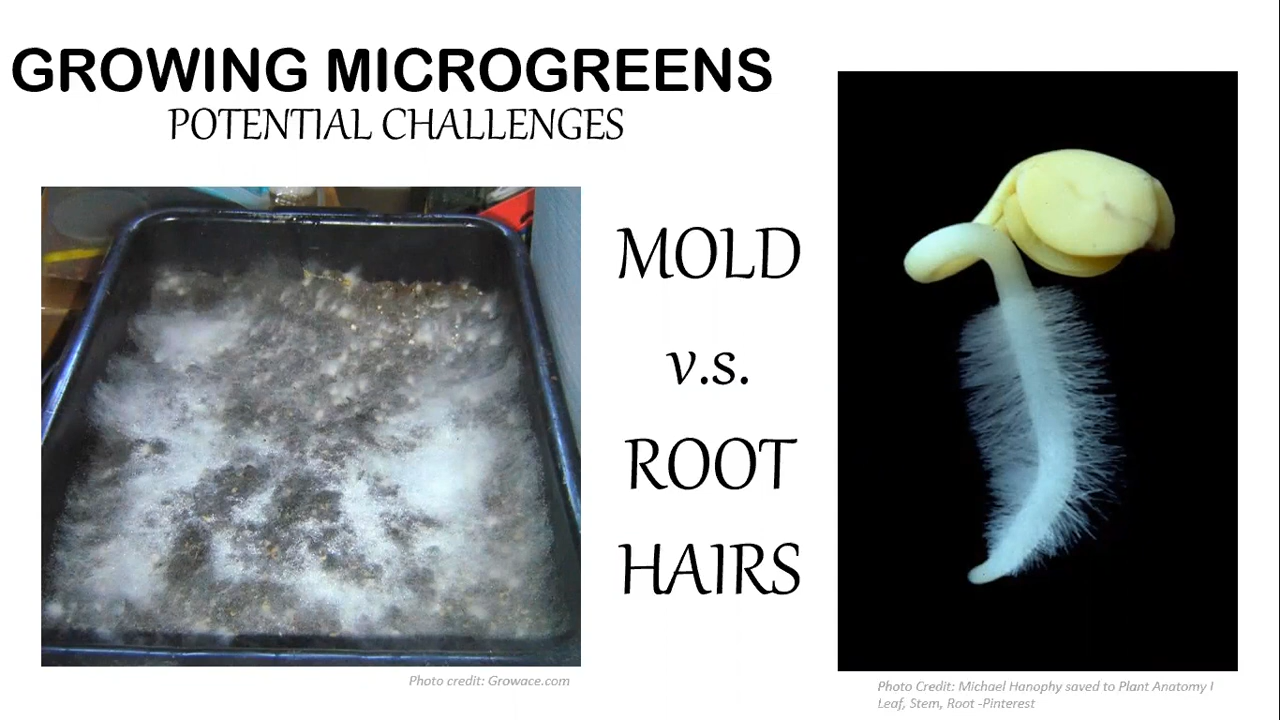 GROWING MICROGREENS
POTENTIAL CHALLENGES
MOLD
v.s.
ROOT
HAIRS
Photo credit: Growace.com
Photo Credit: Michael Hanophy saved to Plant Anatomy I
Leaf, Stem, Root -Pinterest